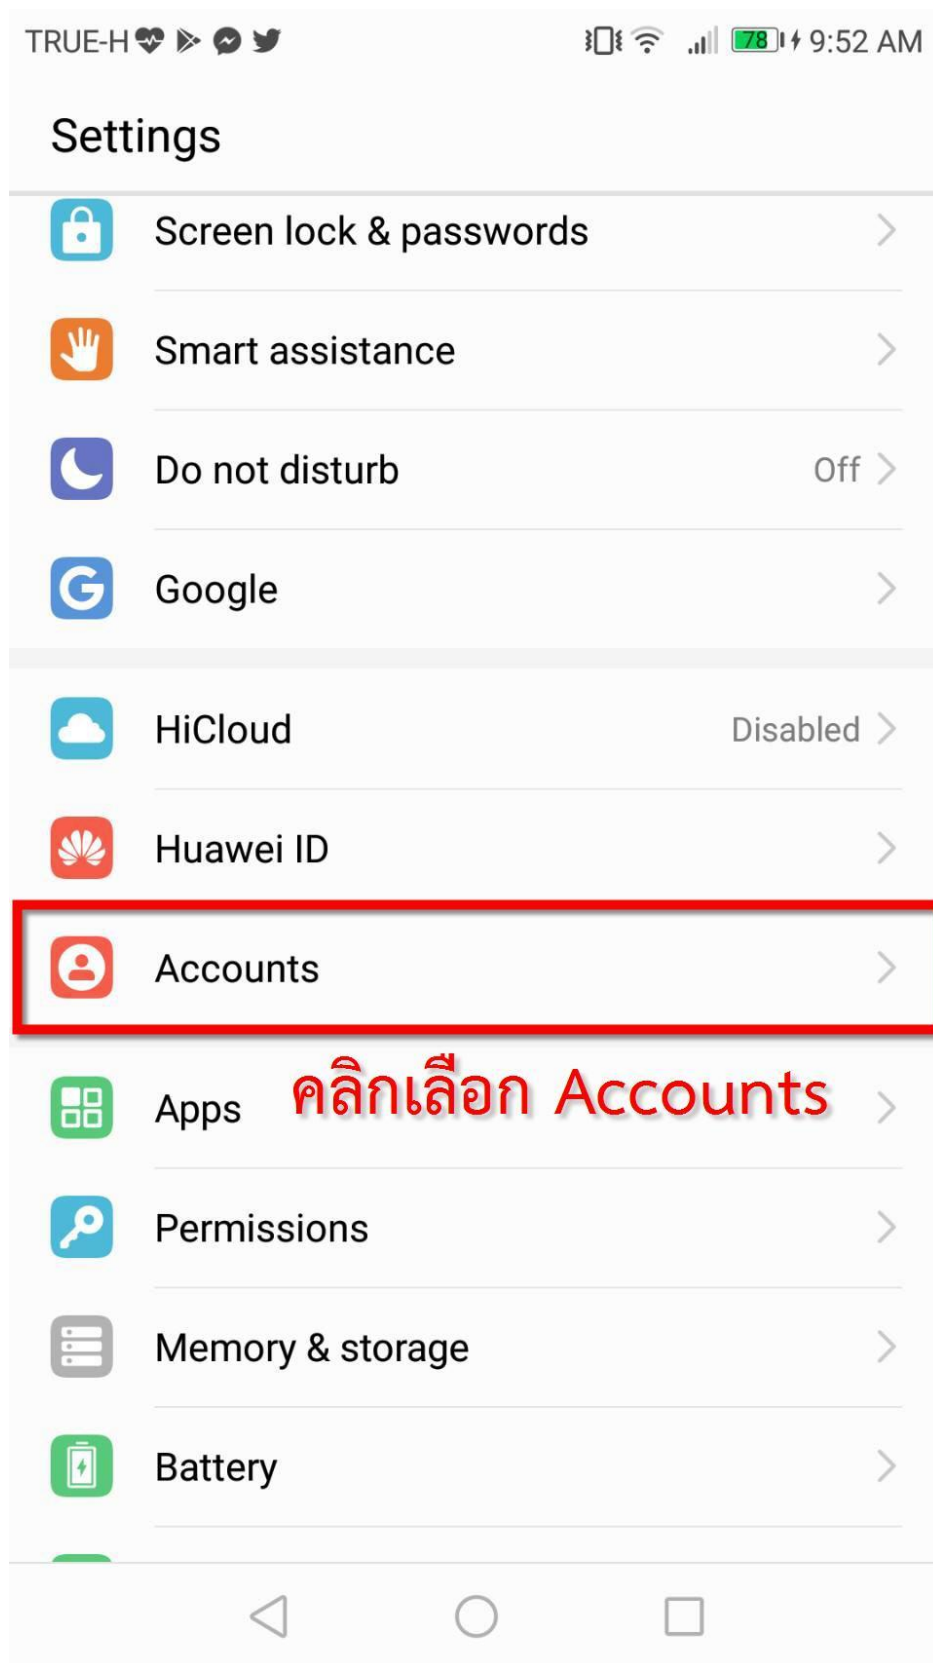 TRUE-H 78 9:52 AM
Settings
Screen lock & passwords
Smart assistance
Do not disturb Off
Google
HiCloud Disabled
Huawei ID
Accounts
คลิกเลือก Accounts
Apps
Permissions
Memory & storage
Battery